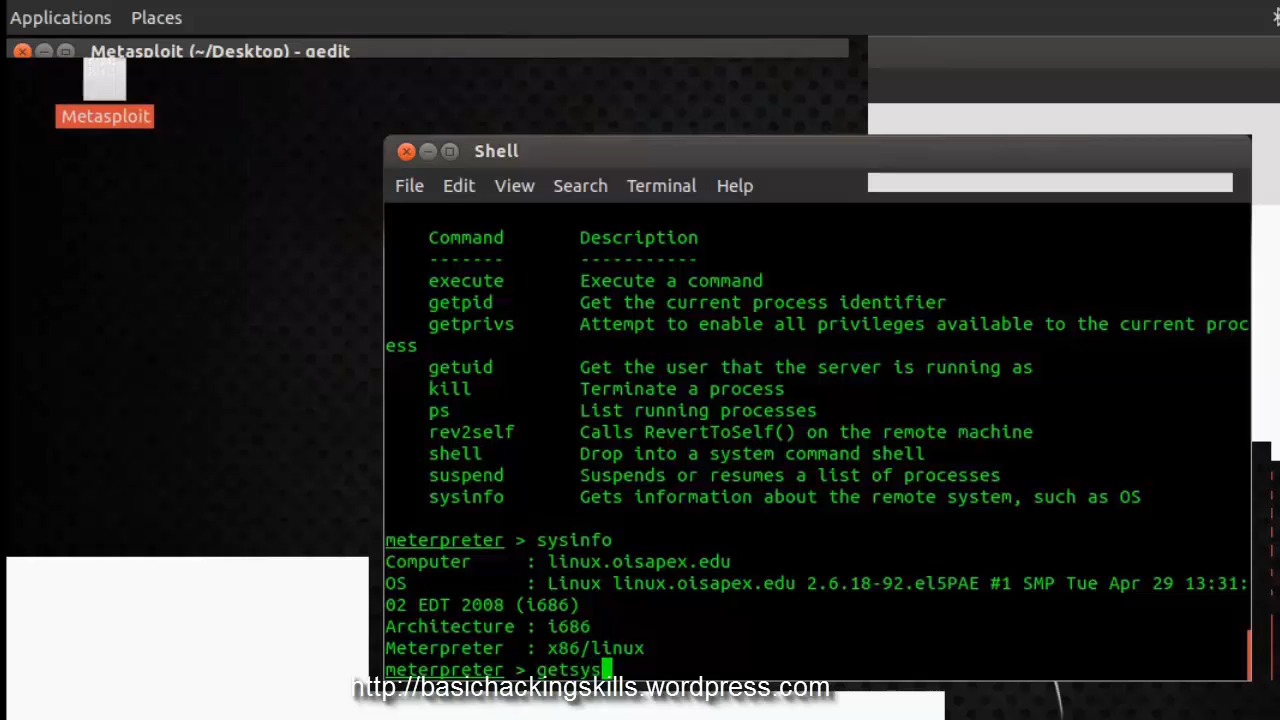 Applications Places
Metasploit (~/Desktop) - gedit
Metasploit
Shell
File Edit View Search Terminal Help
Command Description
------- -----------
execute Execute a command
getpid Get the current process identifier
getprivs Attempt to enable all privileges available to the current proc
ess
getuid Get the user that the server is running as
kill Terminate a process
ps List running processes
rev2self Calls RevertToSelf() on the remote machine
shell Drop into a system command shell
suspend Suspends or resumes a list of processes
sysinfo Gets information about the remote system, such as OS
meterpreter > sysinfo
Computer : linux.oisapex.edu
OS : Linux linux.oisapex.edu 2.6.18-92.el5PAE #1 SMP Tue Apr 29 13:31:
02 EDT 2008 (i686)
Architecture : i686
Meterpreter : x86/linux
meterpreter > getsys
http://basichackingskills.wordpress.com